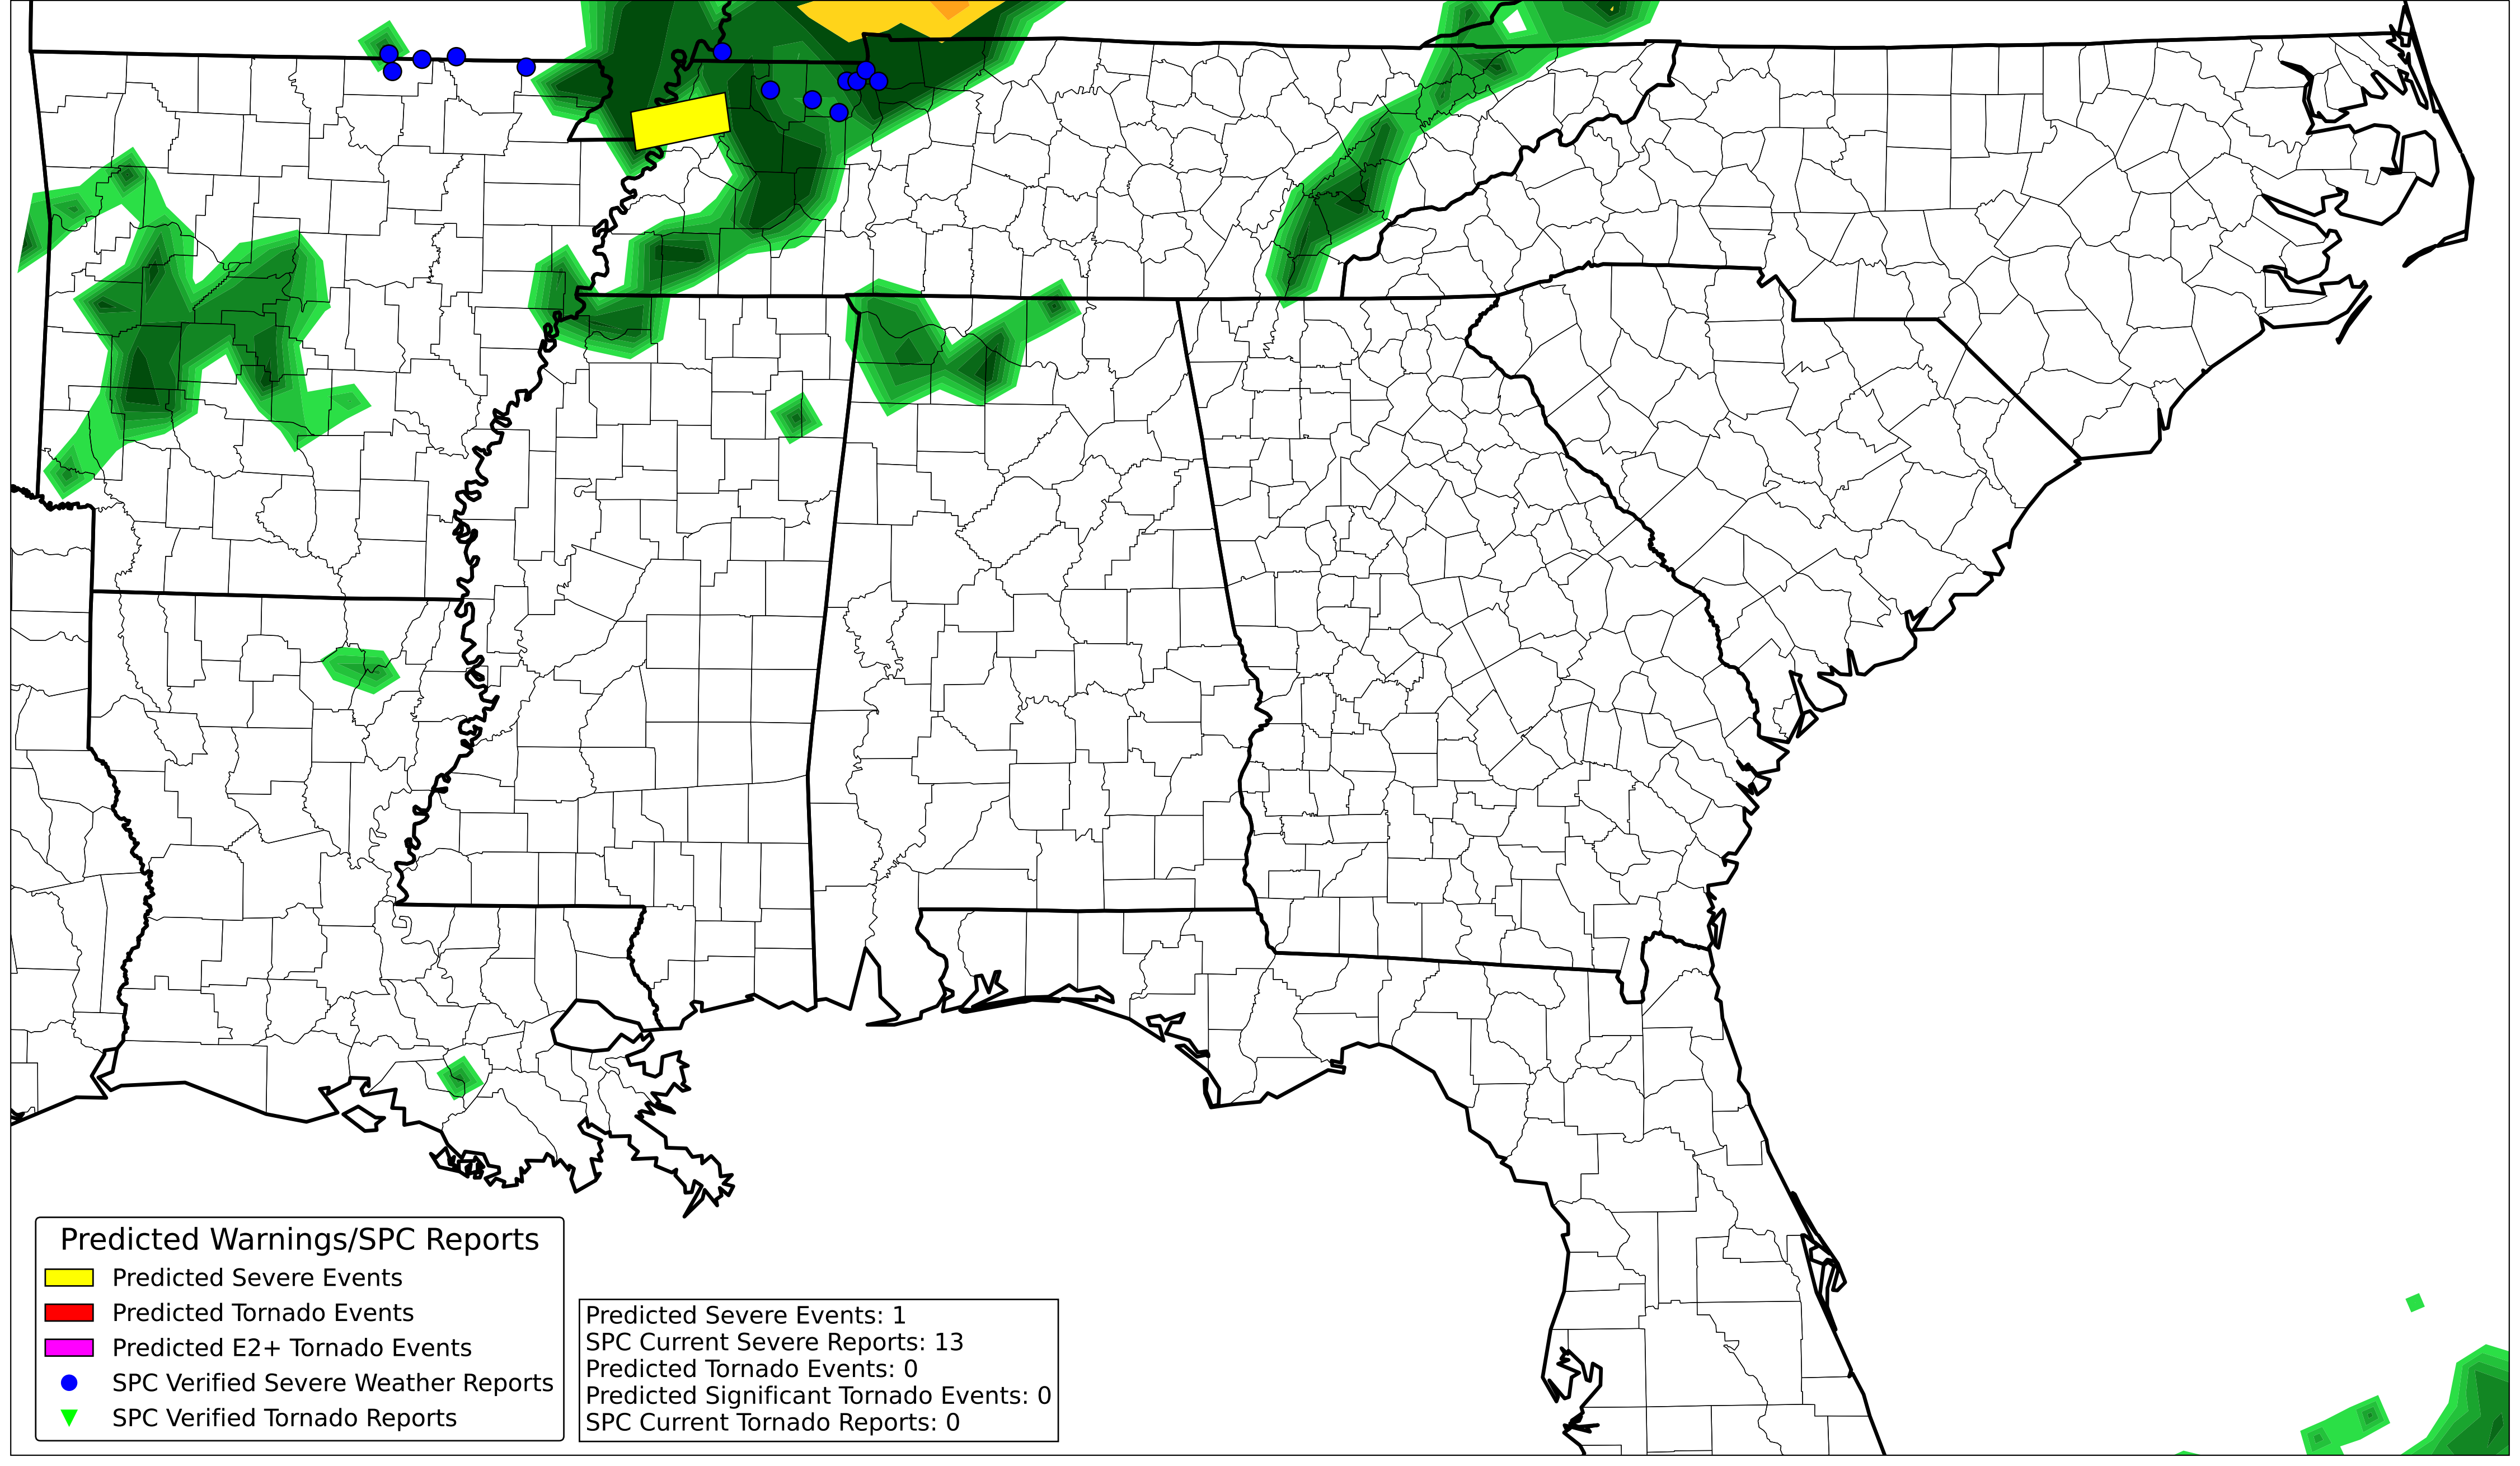 Predicted Warnings/SPC Reports
Predicted Severe Events
Predicted Tornado Events
Predicted E2+ Tornado Events
SPC Verified Severe Weather Reports
SPC Verified Tornado Reports
Predicted Severe Events: 1
SPC Current Severe Reports: 13
Predicted Tornado Events: 0
Predicted Significant Tornado Events: 0
SPC Current Tornado Reports: 0